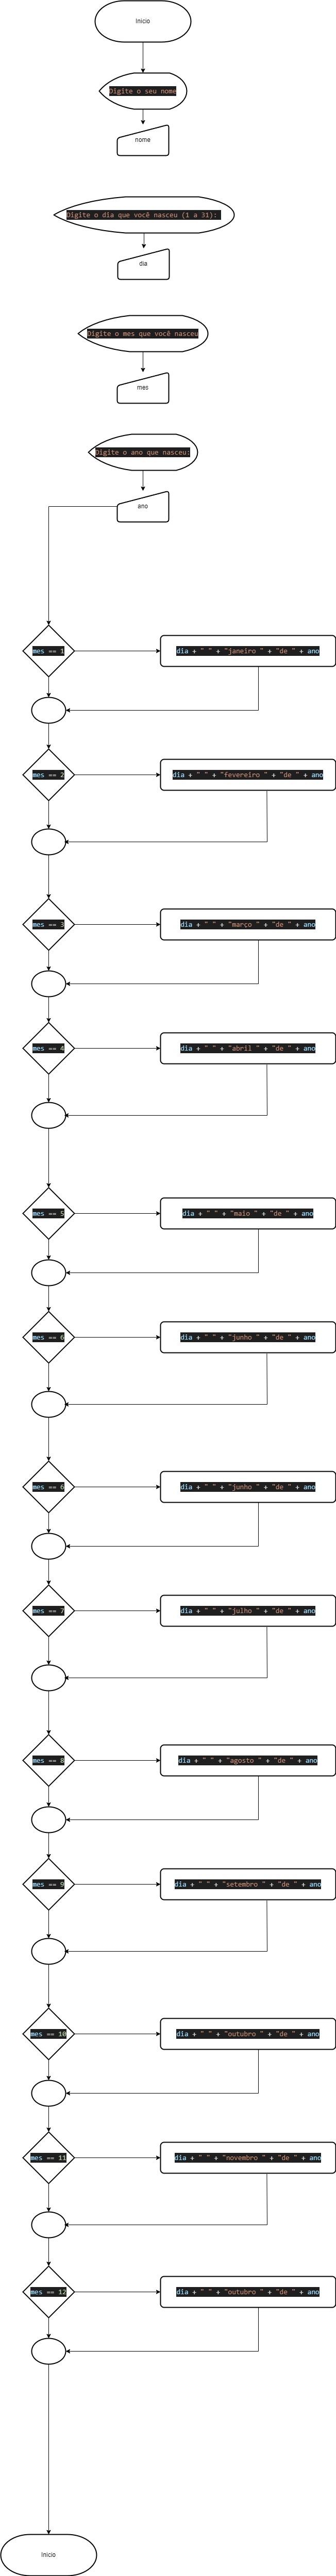 Inicio
Digite o seu nome
nome
Digite o dia que você nasceu (1 a 31):
dia
Digite o mes que você nasceu
mes
Digite o ano que nasceu:
ano
mes == 1
dia + " " + "janeiro " + "de " + ano
mes == 2
dia + " " + "fevereiro " + "de " + ano
mes == 3
dia + " " + "março " + "de " + ano
mes == 4
dia + " " + "abril " + "de " + ano
mes == 5
dia + " " + "maio " + "de " + ano
mes == 6
dia + " " + "junho " + "de " + ano
mes == 6
dia + " " + "junho " + "de " + ano
mes == 7
dia + " " + "julho " + "de " + ano
mes == 8
dia + " " + "agosto " + "de " + ano
mes == 9
dia + " " + "setembro " + "de " + ano
mes == 10
dia + " " + "outubro " + "de " + ano
mes == 11
dia + " " + "novembro " + "de " + ano
mes == 12
dia + " " + "outubro " + "de " + ano
Inicio